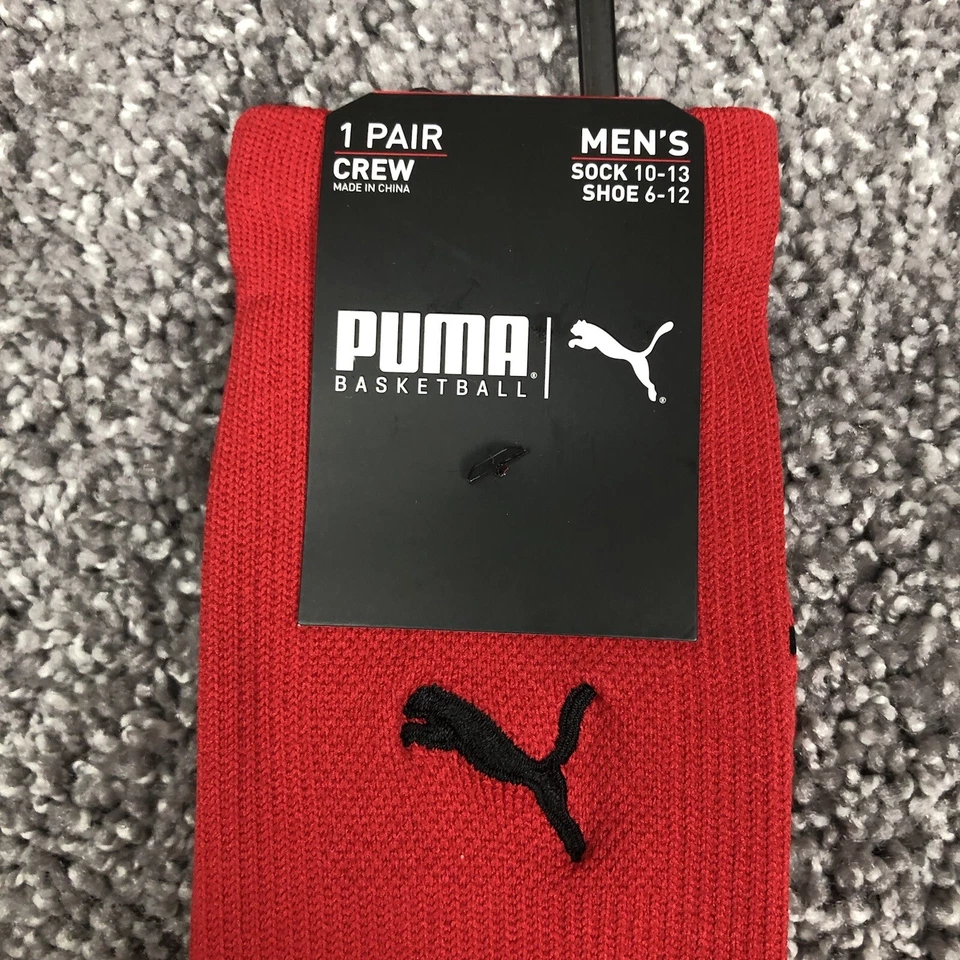 1 PAIR
CREW
MADE IN CHINA
MEN'S
SOCK 10-13
SHOE 6-12
PUMA®
BASKETBALL
®